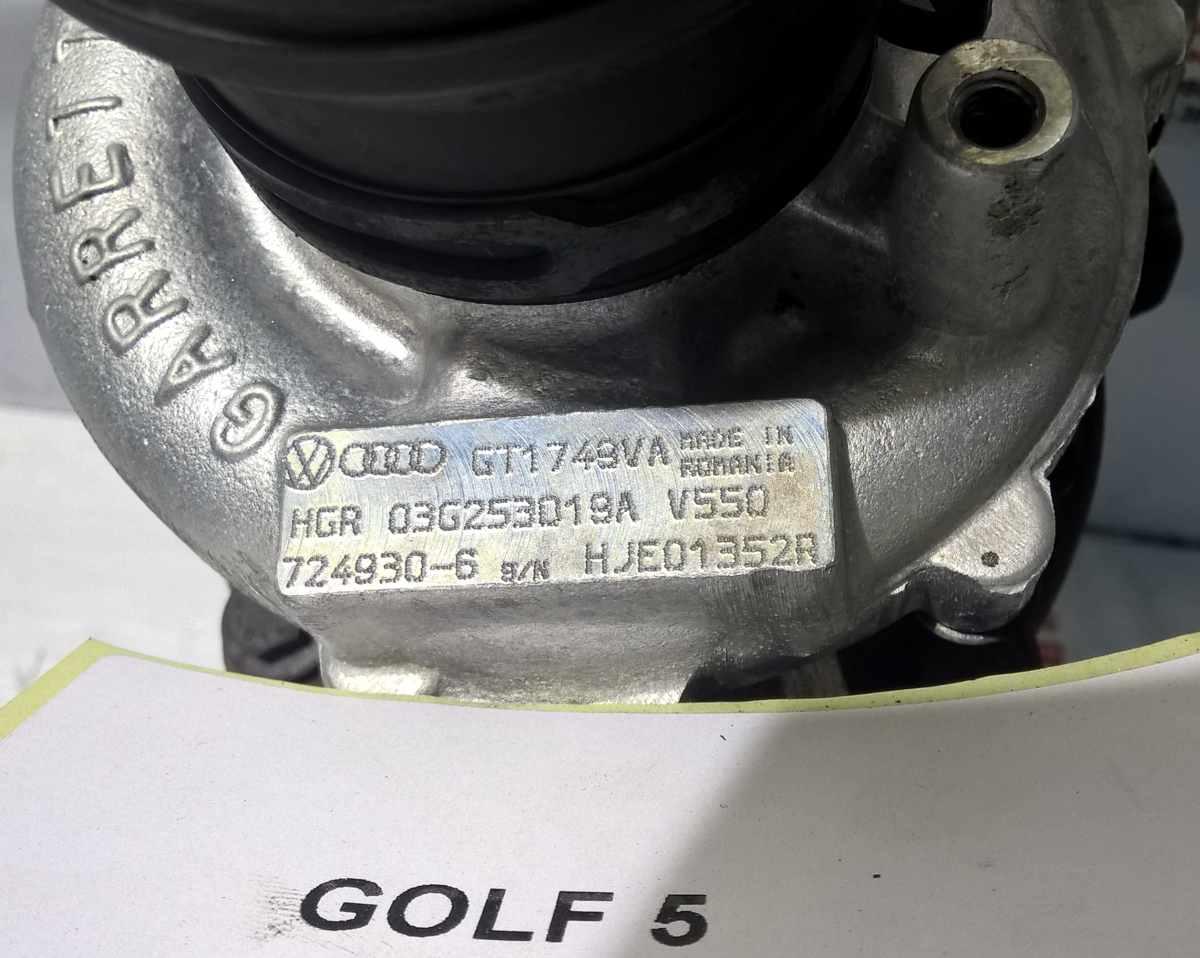 GARRETT
GT1749VA MADE IN
ROMANIA
HGR 03G253019A V550
724930-6 S/N HJE01352R
GOLF 5